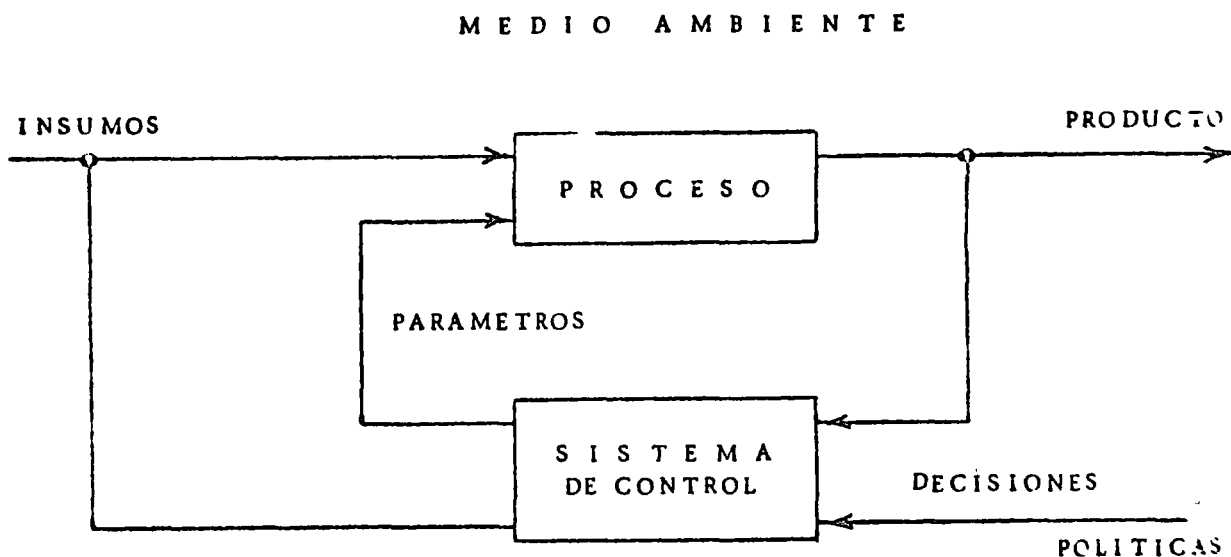 MEDIO AMBIENTE
INSUMOS
PRODUCTO
PROCESO
PARAMETROS
SISTEMA
DE CONTROL
DECISIONES
POLITICAS